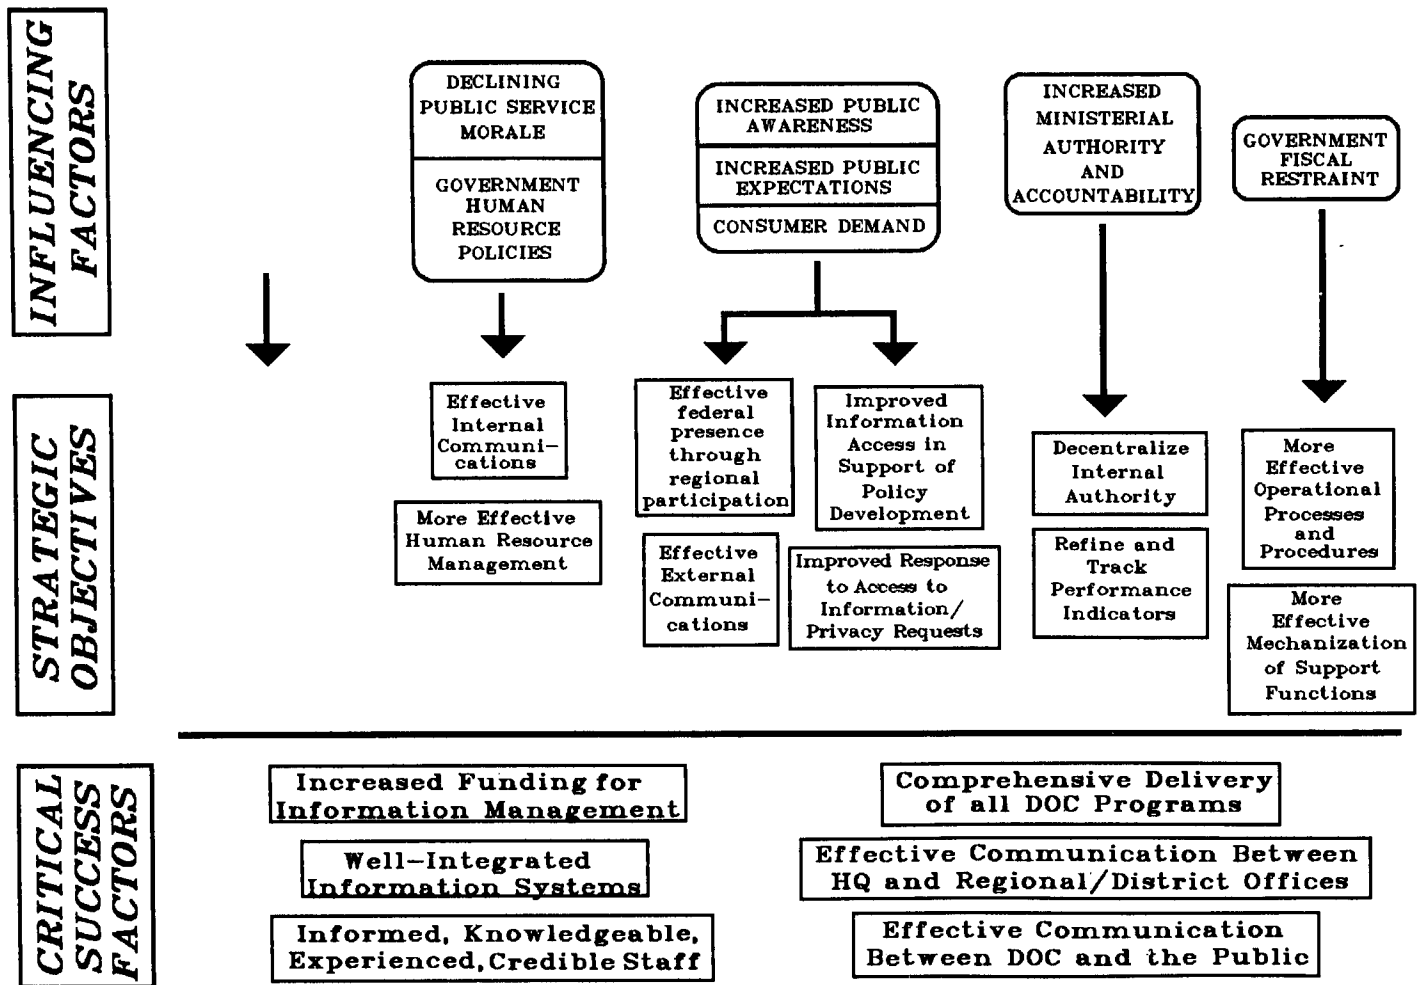 INFLUENCING
FACTORS
DECLINING
PUBLIC SERVICE
MORALE
GOVERNMENT
HUMAN
RESOURCE
POLICIES
INCREASED PUBLIC
AWARENESS
INCREASED PUBLIC
EXPECTATIONS
CONSUMER DEMAND
INCREASED
MINISTERIAL
AUTHORITY
AND
ACCOUNTABILITY
GOVERNMENT
FISCAL
RESTRAINT
STRATEGIC
OBJECTIVES
Effective
Internal
Communi-
cations
More Effective
Human Resource
Management
Effective
federal
presence
through
regional
participation
Effective
External
Communi-
cations
Improved
Information
Access in
Support of
Policy
Development
Improved Response
to Access to
Information/
Privacy Requests
Decentralize
Internal
Authority
Refine and
Track
Performance
Indicators
More
Effective
Operational
Processes
and
Procedures
More
Effective
Mechanization
of Support
Functions
CRITICAL
SUCCESS
FACTORS
Increased Funding for
Information Management
Well-Integrated
Information Systems
Informed, Knowledgeable,
Experienced, Credible Staff
Comprehensive Delivery
of all DOC Programs
Effective Communication Between
HQ and Regional/District Offices
Effective Communication
Between DOC and the Public